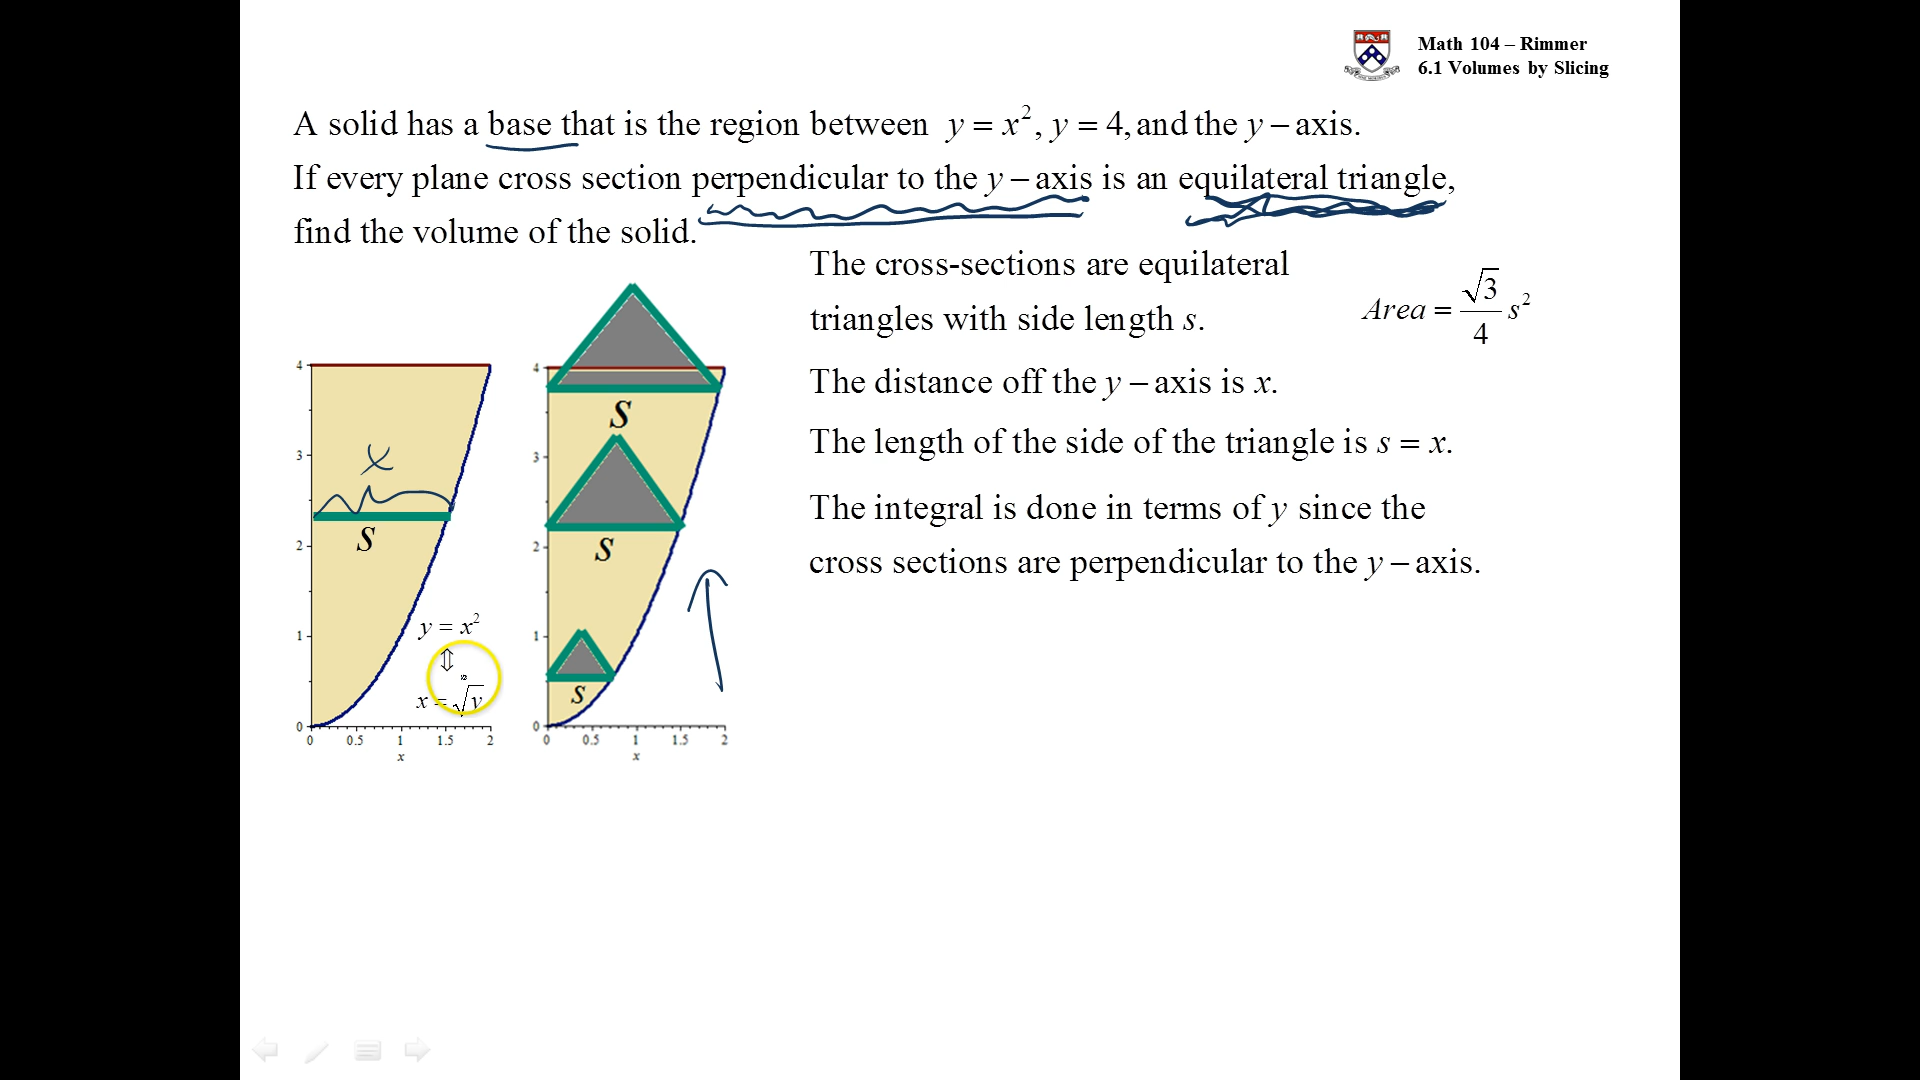 Math 104 – Rimmer
6.1 Volumes by Slicing
A solid has a base that is the region between y = x², y = 4, and the y – axis.
If every plane cross section perpendicular to the y – axis is an equilateral triangle,
find the volume of the solid.
The cross-sections are equilateral
triangles with side length s.
Area = √3/4 s²
The distance off the y – axis is x.
The length of the side of the triangle is s = x.
The integral is done in terms of y since the
cross sections are perpendicular to the y – axis.
4
3
2
1
0
x
S
y = x²
⇕
x = √y
0 0.5 1 1.5 2
x
4
3
2
1
0
S
S
S
0 0.5 1 1.5 2
x